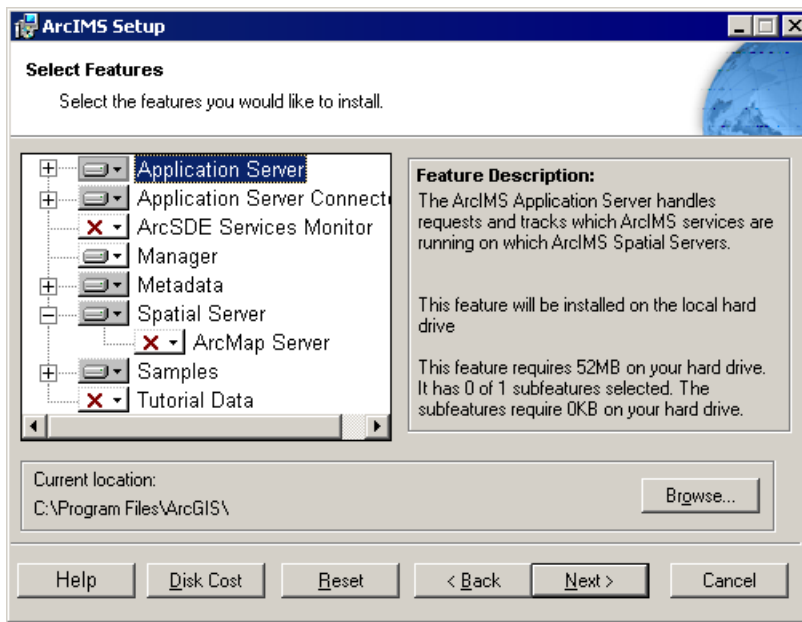 ArcIMS Setup
Select Features
Select the features you would like to install.
Application Server
Application Server Connect
ArcSDE Services Monitor
Manager
Metadata
Spatial Server
ArcMap Server
Samples
Tutorial Data
Feature Description:
The ArcIMS Application Server handles
requests and tracks which ArcIMS services are
running on which ArcIMS Spatial Servers.
This feature will be installed on the local hard
drive
This feature requires 52MB on your hard drive.
It has 0 of 1 subfeatures selected. The
subfeatures require 0KB on your hard drive.
Current location:
C:\Program Files\ArcGIS\
Browse...
Help
Disk Cost
Reset
< Back
Next >
Cancel